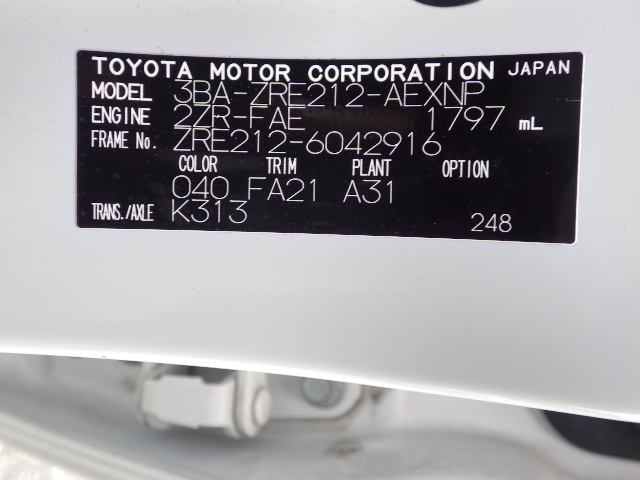 TOYOTA MOTOR CORPORATION JAPAN
MODEL 3BA-ZRE212-AEXNP
ENGINE 2ZR-FAE 1797 mL
FRAME No. ZRE212-6042916
COLOR TRIM PLANT OPTION
040 FA21 A31
TRANS./AXLE K313
248